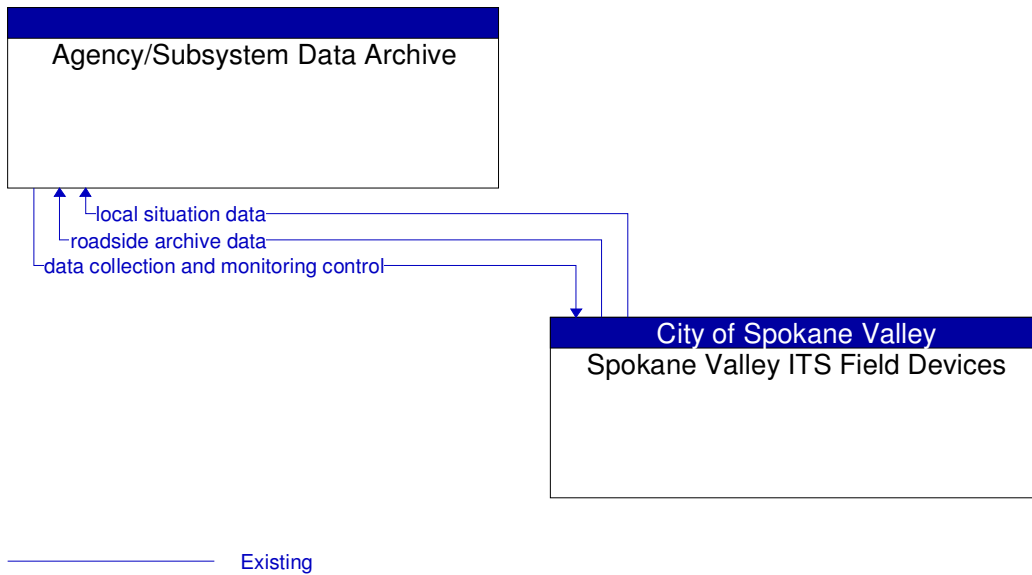 Agency/Subsystem Data Archive
local situation data
roadside archive data
data collection and monitoring control
City of Spokane Valley
Spokane Valley ITS Field Devices
Existing